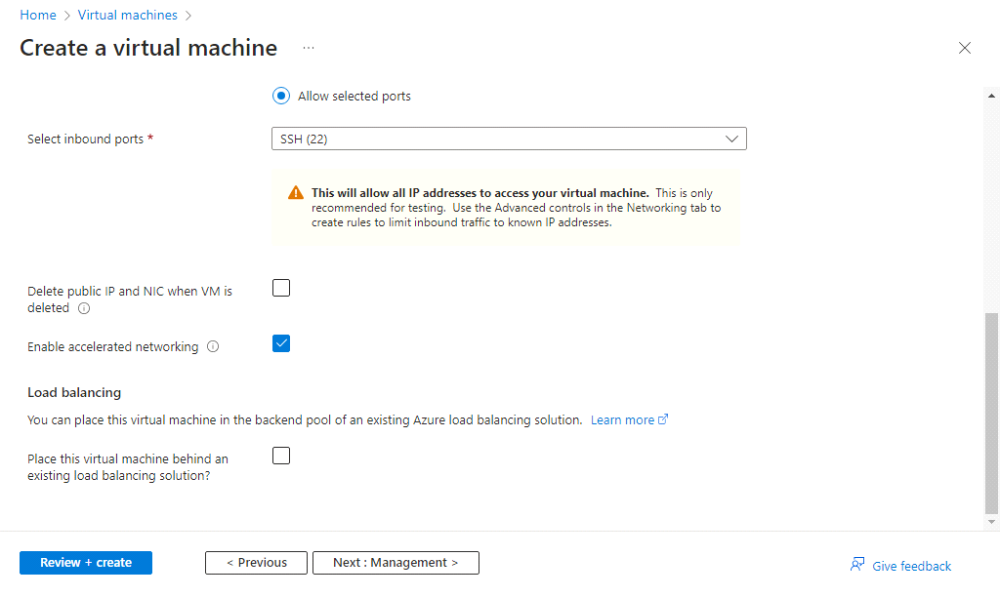 Home > Virtual machines >
Create a virtual machine ...
Allow selected ports
Select inbound ports *
SSH (22)
This will allow all IP addresses to access your virtual machine. This is only
recommended for testing. Use the Advanced controls in the Networking tab to
create rules to limit inbound traffic to known IP addresses.
Delete public IP and NIC when VM is
deleted
Enable accelerated networking
Load balancing
You can place this virtual machine in the backend pool of an existing Azure load balancing solution. Learn more
Place this virtual machine behind an
existing load balancing solution?
Review + create
< Previous
Next : Management >
Give feedback